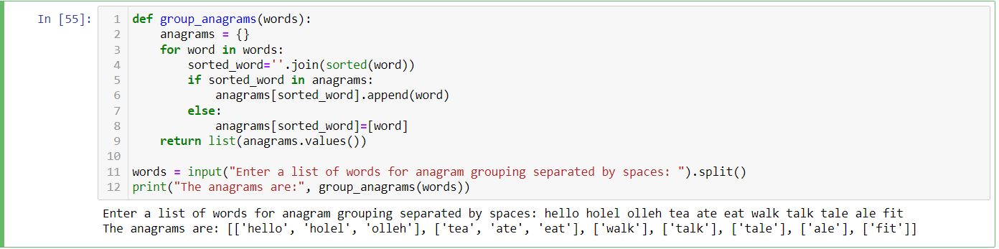 In [55]:
1 def group_anagrams(words):
2     anagrams = {}
3     for word in words:
4         sorted_word=''.join(sorted(word))
5         if sorted_word in anagrams:
6             anagrams[sorted_word].append(word)
7         else:
8             anagrams[sorted_word]=[word]
9     return list(anagrams.values())
10
11 words = input("Enter a list of words for anagram grouping separated by spaces: ").split()
12 print("The anagrams are:", group_anagrams(words))
Enter a list of words for anagram grouping separated by spaces: hello holel olleh tea ate eat walk talk tale ale fit
The anagrams are: [['hello', 'holel', 'olleh'], ['tea', 'ate', 'eat'], ['walk'], ['talk'], ['tale'], ['ale'], ['fit']]